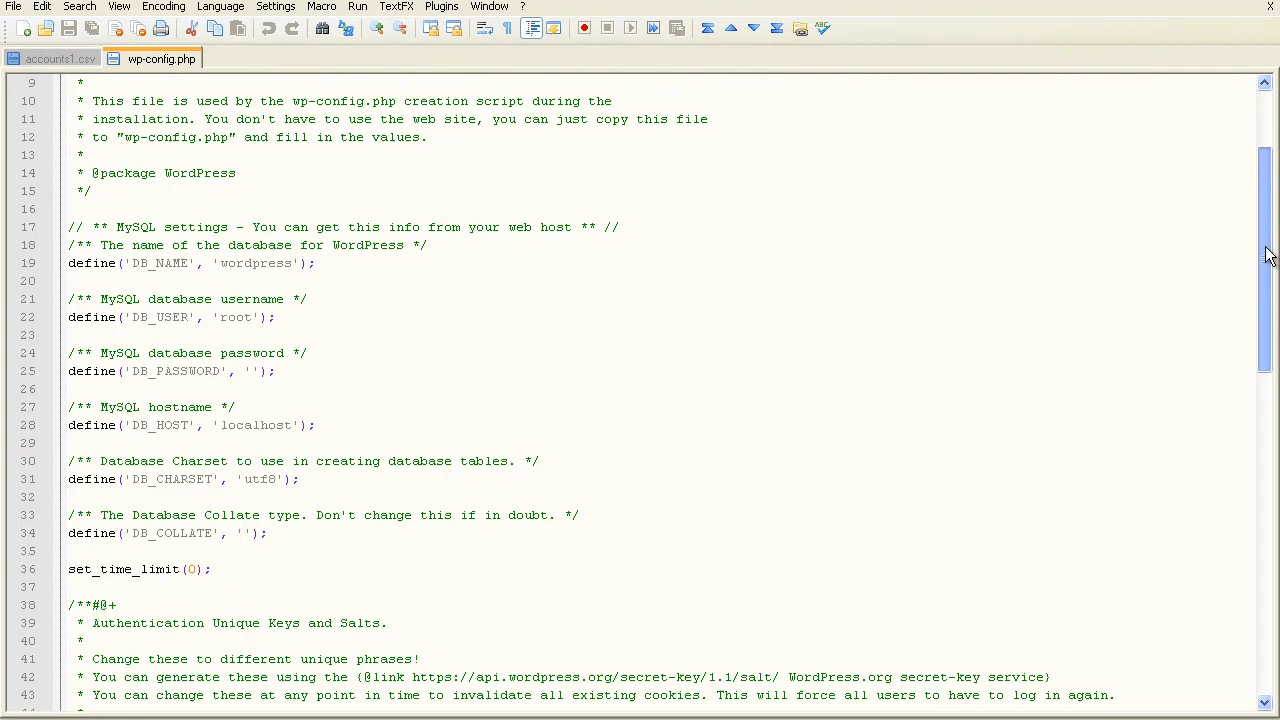 File Edit Search View Encoding Language Settings Macro Run TextFX Plugins Window ? X
accounts1.csv wp-config.php
9 *
10 * This file is used by the wp-config.php creation script during the
11 * installation. You don't have to use the web site, you can just copy this file
12 * to "wp-config.php" and fill in the values.
13 *
14 * @package WordPress
15 */
16
17 // ** MySQL settings - You can get this info from your web host ** //
18 /** The name of the database for WordPress */
19 define('DB_NAME', 'wordpress');
20
21 /** MySQL database username */
22 define('DB_USER', 'root');
23
24 /** MySQL database password */
25 define('DB_PASSWORD', '');
26
27 /** MySQL hostname */
28 define('DB_HOST', 'localhost');
29
30 /** Database Charset to use in creating database tables. */
31 define('DB_CHARSET', 'utf8');
32
33 /** The Database Collate type. Don't change this if in doubt. */
34 define('DB_COLLATE', '');
35
36 set_time_limit(0);
37
38 /**#@+
39 * Authentication Unique Keys and Salts.
40 *
41 * Change these to different unique phrases!
42 * You can generate these using the {@link https://api.wordpress.org/secret-key/1.1/salt/ WordPress.org secret-key service}
43 * You can change these at any point in time to invalidate all existing cookies. This will force all users to have to log in again.